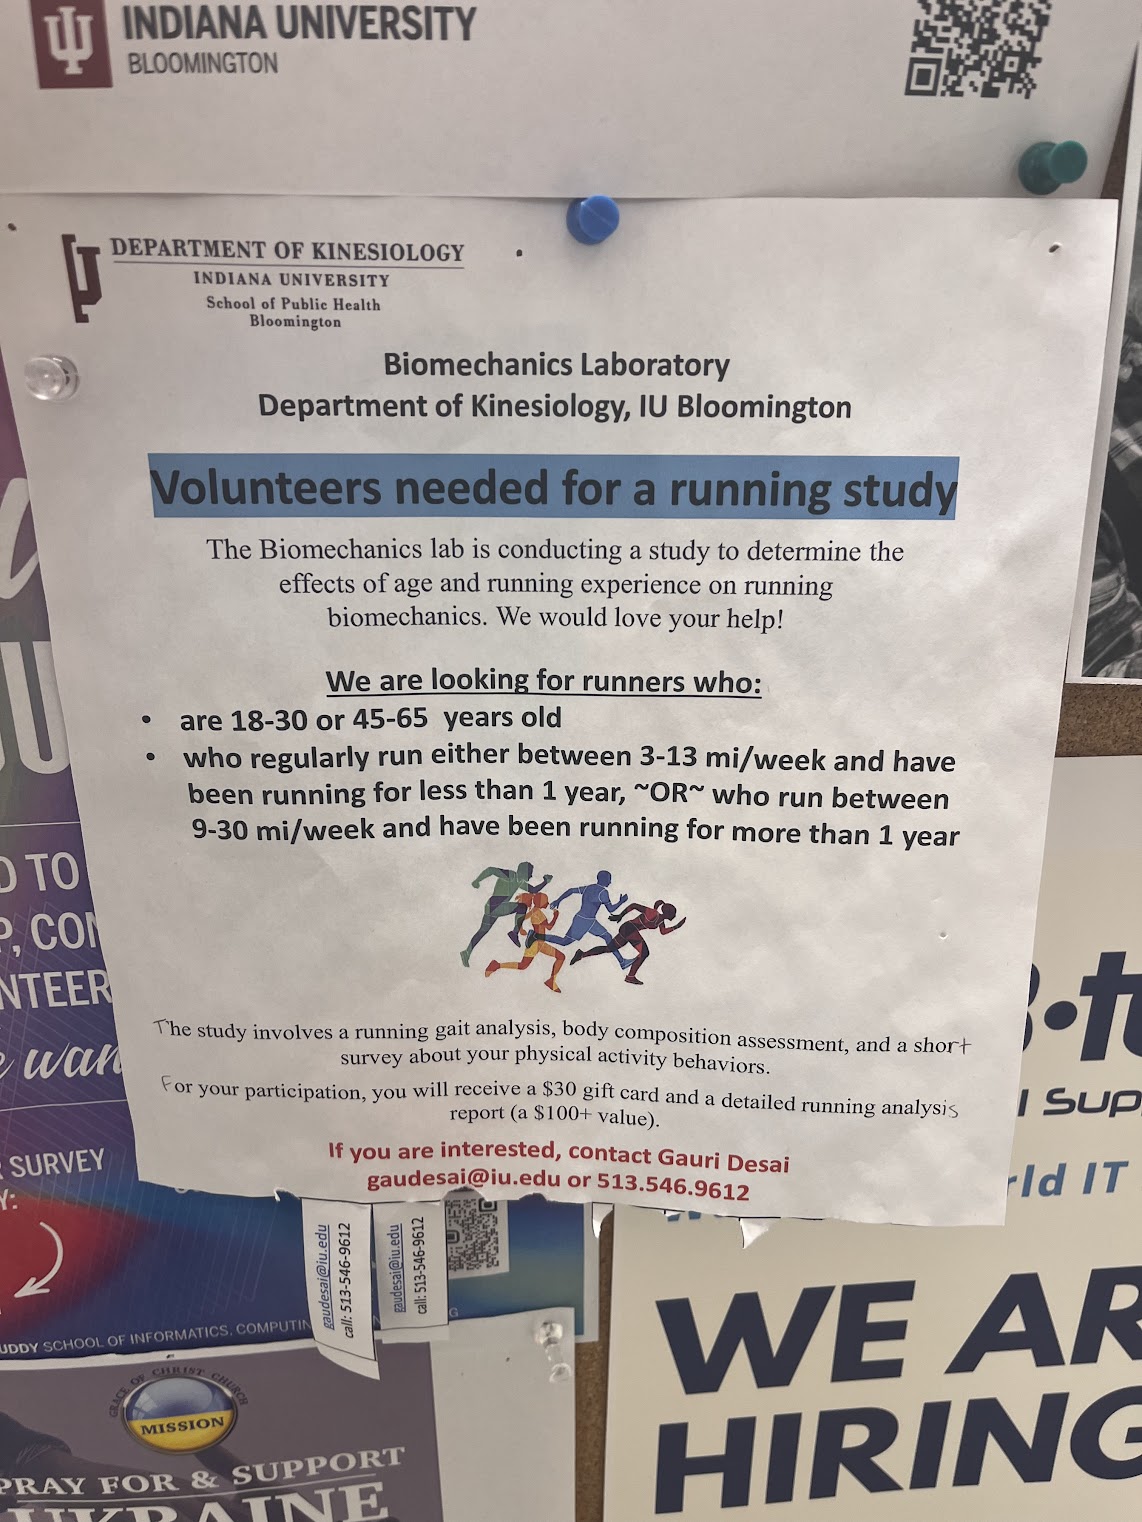 INDIANA UNIVERSITY
BLOOMINGTON
DEPARTMENT OF KINESIOLOGY
INDIANA UNIVERSITY
School of Public Health
Bloomington
Biomechanics Laboratory
Department of Kinesiology, IU Bloomington
Volunteers needed for a running study
The Biomechanics lab is conducting a study to determine the
effects of age and running experience on running
biomechanics. We would love your help!
We are looking for runners who:
• are 18-30 or 45-65 years old
• who regularly run either between 3-13 mi/week and have
been running for less than 1 year, ~OR~ who run between
9-30 mi/week and have been running for more than 1 year
The study involves a running gait analysis, body composition assessment, and a short
survey about your physical activity behaviors.
For your participation, you will receive a $30 gift card and a detailed running analysis
report (a $100+ value).
If you are interested, contact Gauri Desai
gaudesai@iu.edu or 513.546.9612
gaudesai@iu.edu
call: 513-546-9612
gaudesai@iu.edu
call: 513-546-9612
TO
SURVEY
SCHOOL OF INFORMATICS, COMPUTIN
GRACE OF CHRIST CHURCH
MISSION
PRAY FOR & SUPPORT
UKRAINE
IT
WE AR
HIRING